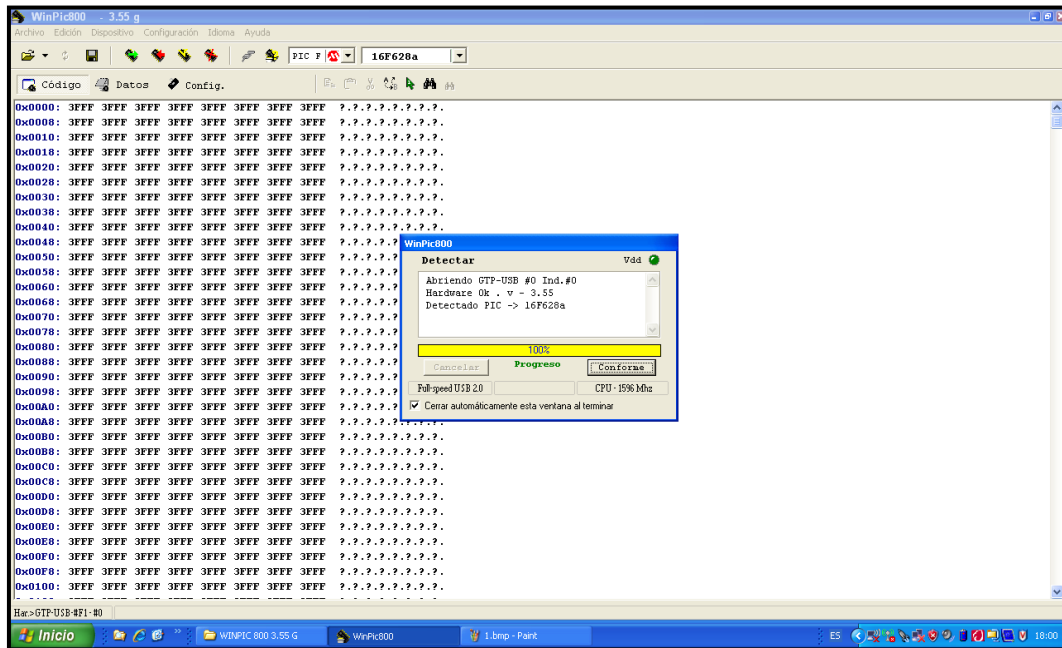 WinPic800 - 3.55 g
Archivo Edición Dispositivo Configuración Idioma Ayuda
PIC F 16F628a
Código Datos Config.
0x0000: 3FFF 3FFF 3FFF 3FFF 3FFF 3FFF 3FFF 3FFF ?.?.?.?.?.?.?.?.
0x0008: 3FFF 3FFF 3FFF 3FFF 3FFF 3FFF 3FFF 3FFF ?.?.?.?.?.?.?.?.
0x0010: 3FFF 3FFF 3FFF 3FFF 3FFF 3FFF 3FFF 3FFF ?.?.?.?.?.?.?.?.
0x0018: 3FFF 3FFF 3FFF 3FFF 3FFF 3FFF 3FFF 3FFF ?.?.?.?.?.?.?.?.
0x0020: 3FFF 3FFF 3FFF 3FFF 3FFF 3FFF 3FFF 3FFF ?.?.?.?.?.?.?.?.
0x0028: 3FFF 3FFF 3FFF 3FFF 3FFF 3FFF 3FFF 3FFF ?.?.?.?.?.?.?.?.
0x0030: 3FFF 3FFF 3FFF 3FFF 3FFF 3FFF 3FFF 3FFF ?.?.?.?.?.?.?.?.
0x0038: 3FFF 3FFF 3FFF 3FFF 3FFF 3FFF 3FFF 3FFF ?.?.?.?.?.?.?.?.
0x0040: 3FFF 3FFF 3FFF 3FFF 3FFF 3FFF 3FFF 3FFF ?.?.?.?.?.?.?.?.
0x0048: 3FFF 3FFF 3FFF 3FFF 3FFF 3FFF 3FFF 3FFF ?.?.?.?
0x0050: 3FFF 3FFF 3FFF 3FFF 3FFF 3FFF 3FFF 3FFF ?.?.?.?
0x0058: 3FFF 3FFF 3FFF 3FFF 3FFF 3FFF 3FFF 3FFF ?.?.?.?
0x0060: 3FFF 3FFF 3FFF 3FFF 3FFF 3FFF 3FFF 3FFF ?.?.?.?
0x0068: 3FFF 3FFF 3FFF 3FFF 3FFF 3FFF 3FFF 3FFF ?.?.?.?
0x0070: 3FFF 3FFF 3FFF 3FFF 3FFF 3FFF 3FFF 3FFF ?.?.?.?
0x0078: 3FFF 3FFF 3FFF 3FFF 3FFF 3FFF 3FFF 3FFF ?.?.?.?
0x0080: 3FFF 3FFF 3FFF 3FFF 3FFF 3FFF 3FFF 3FFF ?.?.?.?
0x0088: 3FFF 3FFF 3FFF 3FFF 3FFF 3FFF 3FFF 3FFF ?.?.?.?
0x0090: 3FFF 3FFF 3FFF 3FFF 3FFF 3FFF 3FFF 3FFF ?.?.?.?
0x0098: 3FFF 3FFF 3FFF 3FFF 3FFF 3FFF 3FFF 3FFF ?.?.?.?
0x00A0: 3FFF 3FFF 3FFF 3FFF 3FFF 3FFF 3FFF 3FFF ?.?.?.?
0x00A8: 3FFF 3FFF 3FFF 3FFF 3FFF 3FFF 3FFF 3FFF ?.?.?.?.?.?.?.?.
0x00B0: 3FFF 3FFF 3FFF 3FFF 3FFF 3FFF 3FFF 3FFF ?.?.?.?.?.?.?.?.
0x00B8: 3FFF 3FFF 3FFF 3FFF 3FFF 3FFF 3FFF 3FFF ?.?.?.?.?.?.?.?.
0x00C0: 3FFF 3FFF 3FFF 3FFF 3FFF 3FFF 3FFF 3FFF ?.?.?.?.?.?.?.?.
0x00C8: 3FFF 3FFF 3FFF 3FFF 3FFF 3FFF 3FFF 3FFF ?.?.?.?.?.?.?.?.
0x00D0: 3FFF 3FFF 3FFF 3FFF 3FFF 3FFF 3FFF 3FFF ?.?.?.?.?.?.?.?.
0x00D8: 3FFF 3FFF 3FFF 3FFF 3FFF 3FFF 3FFF 3FFF ?.?.?.?.?.?.?.?.
0x00E0: 3FFF 3FFF 3FFF 3FFF 3FFF 3FFF 3FFF 3FFF ?.?.?.?.?.?.?.?.
0x00E8: 3FFF 3FFF 3FFF 3FFF 3FFF 3FFF 3FFF 3FFF ?.?.?.?.?.?.?.?.
0x00F0: 3FFF 3FFF 3FFF 3FFF 3FFF 3FFF 3FFF 3FFF ?.?.?.?.?.?.?.?.
0x00F8: 3FFF 3FFF 3FFF 3FFF 3FFF 3FFF 3FFF 3FFF ?.?.?.?.?.?.?.?.
0x0100: 3FFF 3FFF 3FFF 3FFF 3FFF 3FFF 3FFF 3FFF ?.?.?.?.?.?.?.?.
WinPic800
Detectar Vdd
Abriendo GTP-USB #0 Ind.#0
Hardware Ok . v - 3.55
Detectado PIC -> 16F628a
100%
Cancelar Progreso Conforme
Full-speed USB 2.0 CPU - 1596 Mhz
Cerrar automáticamente esta ventana al terminar
Har.>GTP-USB-#F1-#0
Inicio WINPIC 800 3.55 G WinPic800 1.bmp - Paint ES 18:00